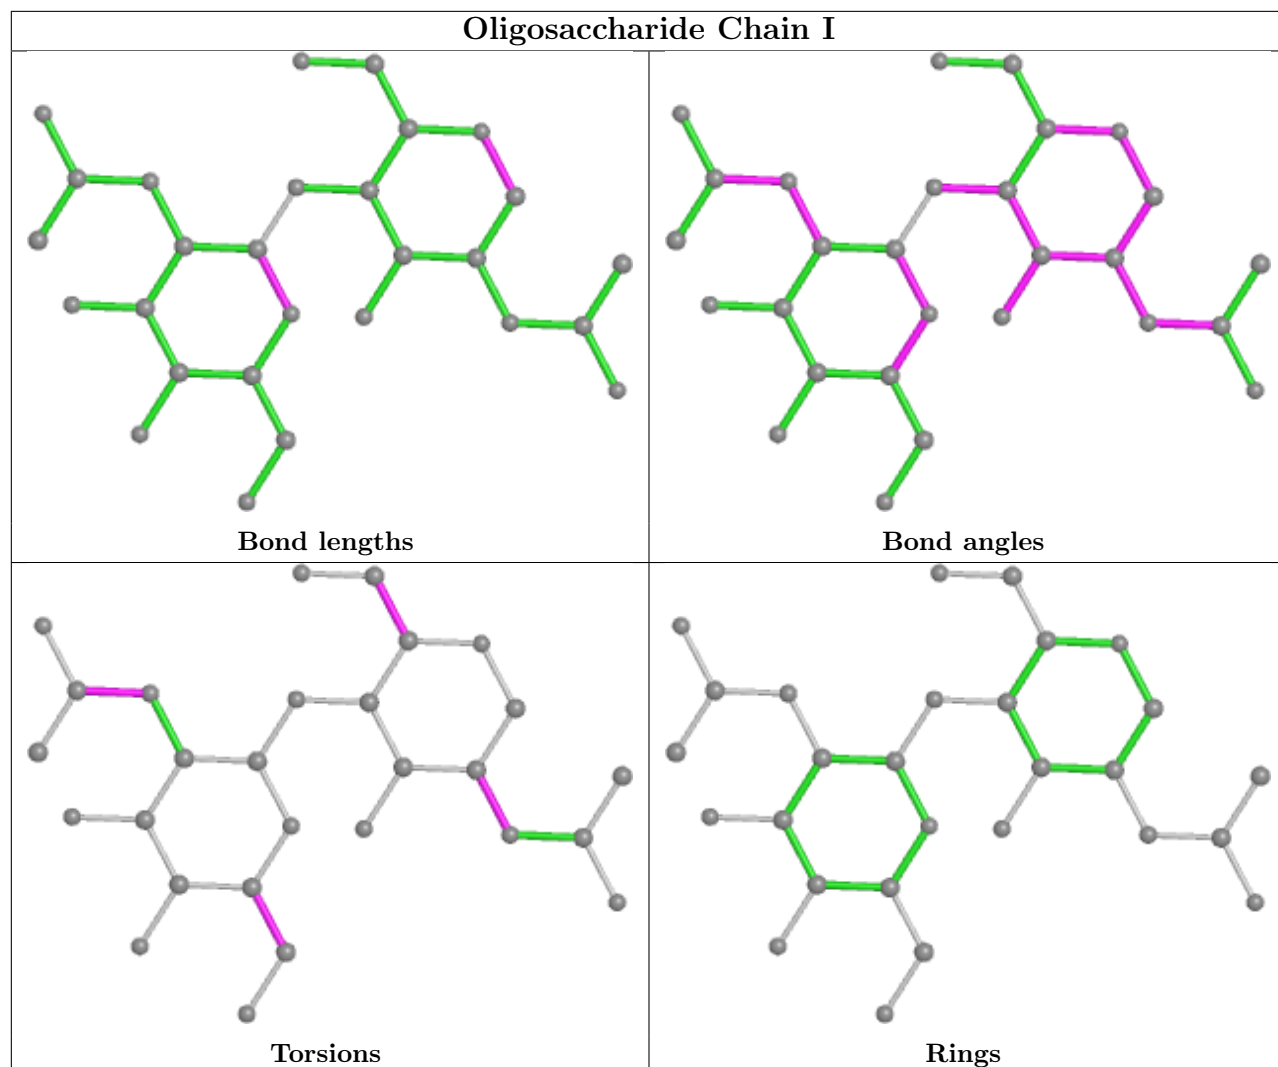 Oligosaccharide Chain I
Bond lengths
Bond angles
Torsions
Rings